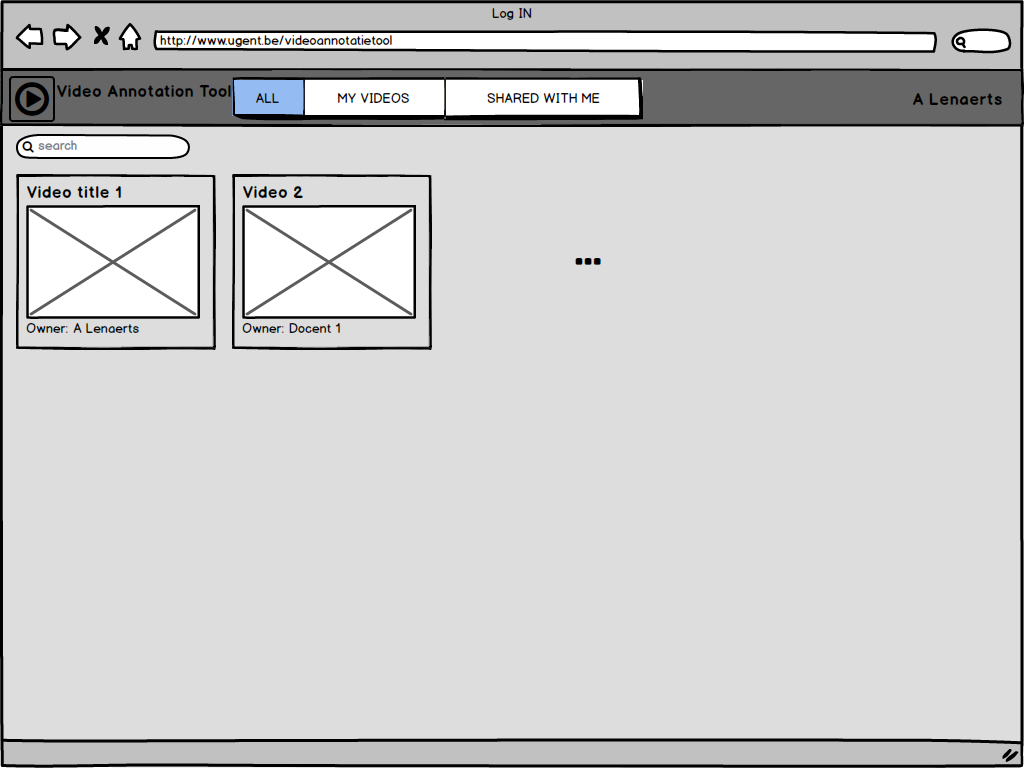 Log IN
http://www.ugent.be/videoannotatietool
Video Annotation Tool
ALL
MY VIDEOS
SHARED WITH ME
A Lenaerts
search
Video title 1
Video 2
...
Owner: A Lenaerts
Owner: Docent 1